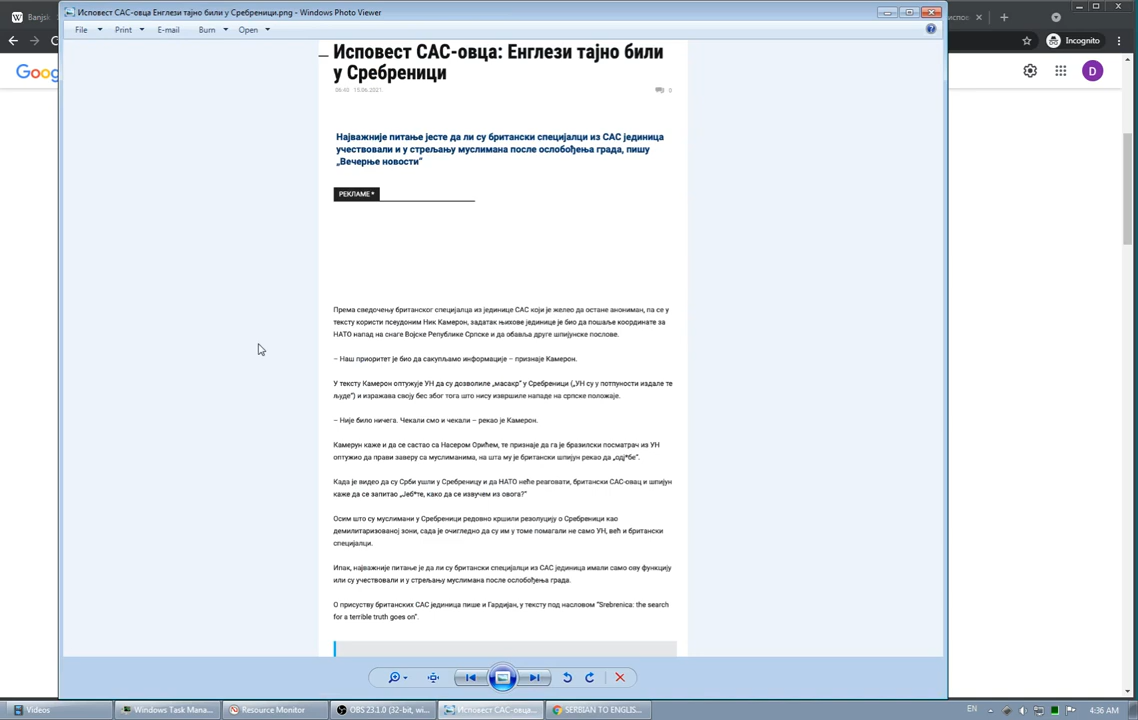 Исповест САС-овца Енглези тајно били у Сребреници.png - Windows Photo Viewer
File Print E-mail Burn Open
Banjsk
Incognito
Goog
D
Исповест САС-овца: Енглези тајно били
у Сребреници
06:40 15.06.2021.
0
Најважније питање јесте да ли су британски специјалци из САС јединица
учествовали и у стрељању муслимана после ослобођења града, пишу
„Вечерње новости“
РЕКЛАМЕ *
Према сведочењу британског специјалца из јединице САС који је желео да остане анониман, па се у
тексту користи псеудоним Ник Камерон, задатак њихове јединице је био да пошаље координате за
НАТО напад на снаге Војске Републике Српске и да обавља друге шпијунске послове.
– Наш приоритет је био да сакупљамо информације – признаје Камерон.
У тексту Камерон оптужује УН да су дозволиле „масакр“ у Сребреници („УН су у потпуности издале те
људе“) и изражава своју бес због тога што нису извршиле нападе на српске положаје.
– Није било ничега. Чекали смо и чекали – рекао је Камерон.
Камерун каже и да се састао са Насером Орићем, те признаје да га је бразилски посматрач из УН
оптужио да прави заверу са муслиманима, на шта му је британски шпијун рекао да „одј*бе“.
Када је видео да су Срби ушли у Сребреницу и да НАТО неће реаговати, британски САС-овац и шпијун
каже да се запитао „Јеб*те, како да се извучем из овога?“
Осим што су муслимани у Сребреници редовно кршили резолуцију о Сребреници као
демилитаризованој зони, сада је очигледно да су им у томе помагали не само УН, већ и британски
специјалци.
Ипак, најважније питање је да ли су британски специјалци из САС јединица имали само ову функцију
или су учествовали и у стрељању муслимана после ослобођења града.
О присуству британских САС јединица пише и Гардијан, у тексту под насловом “Srebrenica: the search
for a terrible truth goes on”.
Videos
Windows Task Mana...
Resource Monitor
OBS 23.1.0 (32-bit, wi...
Исповест САС-овца...
SERBIAN TO ENGLIS...
EN
4:36 AM